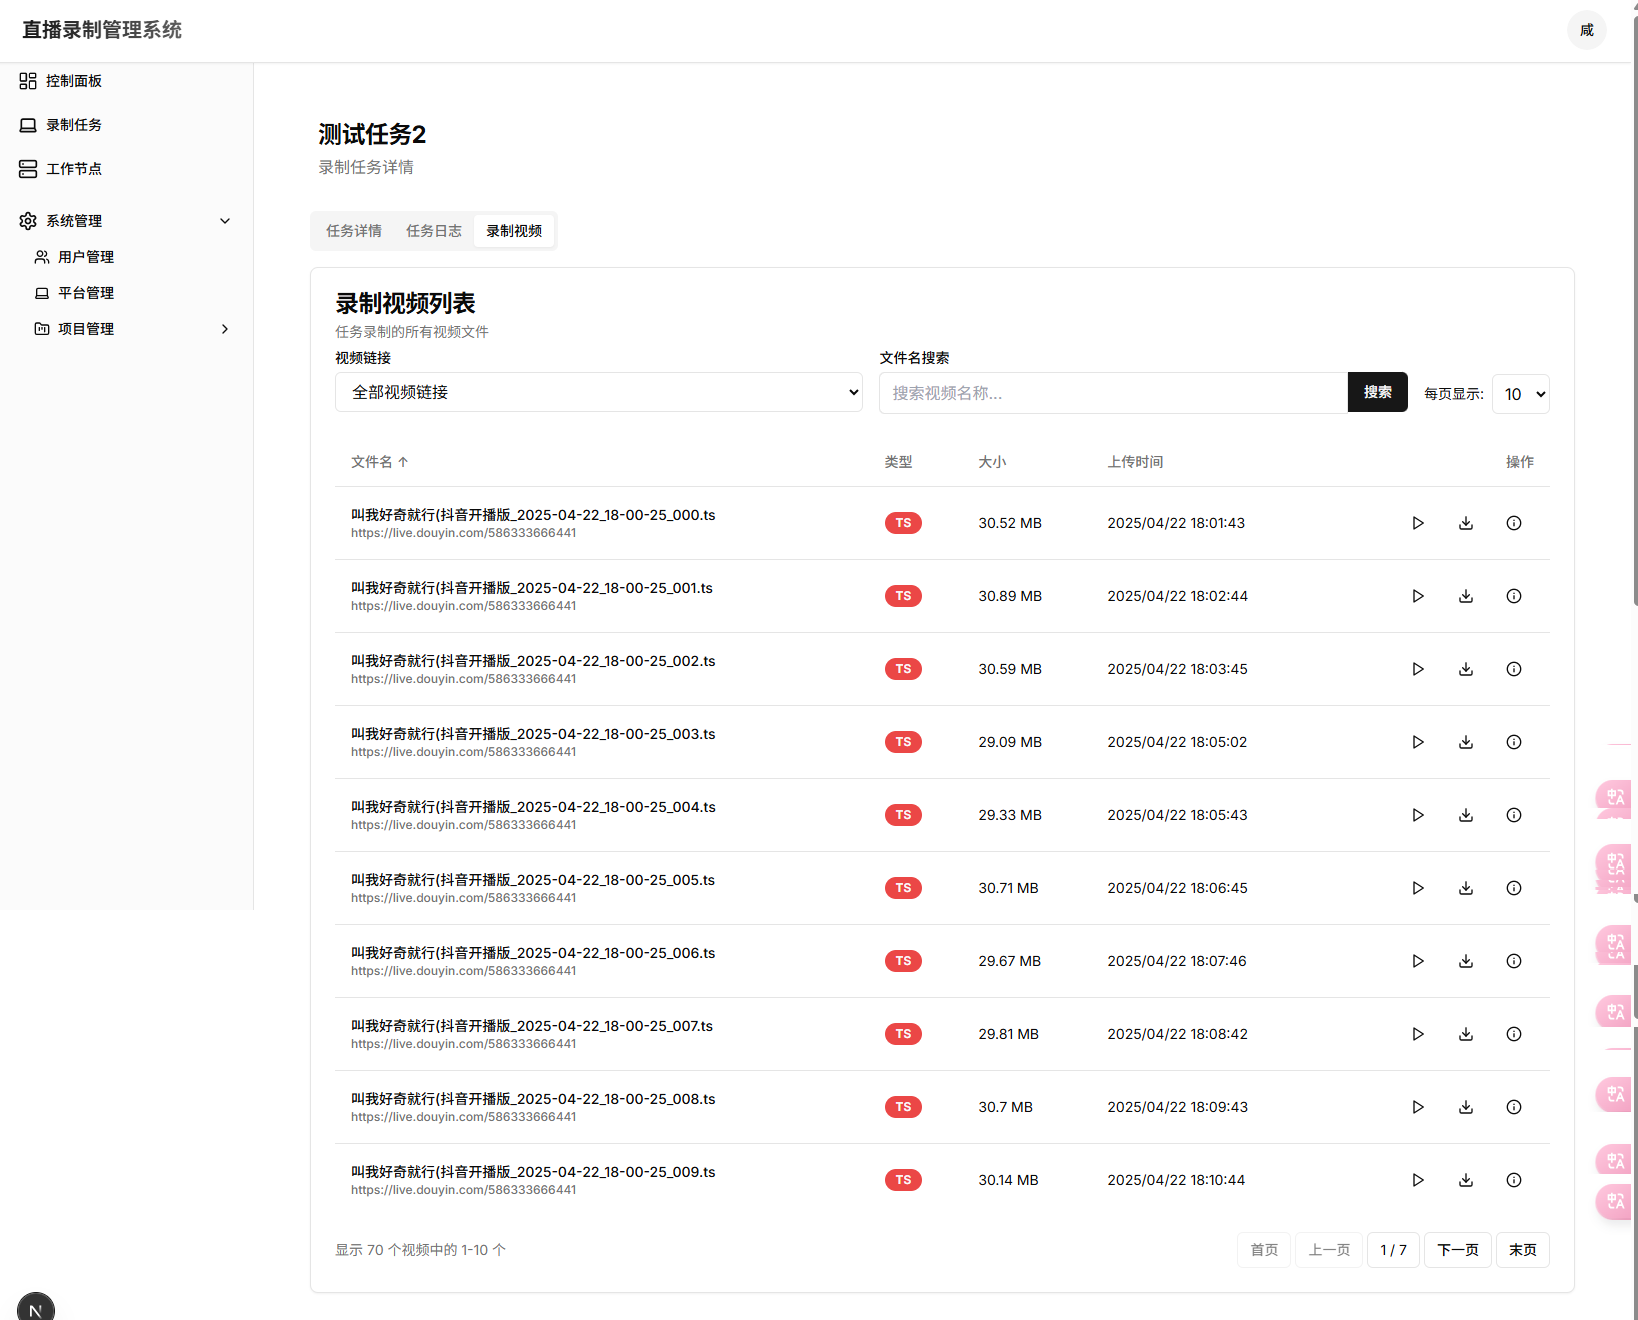 直播录制管理系统
咸
控制面板
录制任务
工作节点
系统管理
用户管理
平台管理
项目管理
测试任务2
录制任务详情
任务详情 任务日志 录制视频
录制视频列表
任务录制的所有视频文件
视频链接
全部视频链接
文件名搜索
搜索视频名称... 搜索 每页显示: 10
文件名 ↑ 类型 大小 上传时间 操作
叫我好奇就行(抖音开播版_2025-04-22_18-00-25_000.ts
https://live.douyin.com/586333666441
TS 30.52 MB 2025/04/22 18:01:43
叫我好奇就行(抖音开播版_2025-04-22_18-00-25_001.ts
https://live.douyin.com/586333666441
TS 30.89 MB 2025/04/22 18:02:44
叫我好奇就行(抖音开播版_2025-04-22_18-00-25_002.ts
https://live.douyin.com/586333666441
TS 30.59 MB 2025/04/22 18:03:45
叫我好奇就行(抖音开播版_2025-04-22_18-00-25_003.ts
https://live.douyin.com/586333666441
TS 29.09 MB 2025/04/22 18:05:02
叫我好奇就行(抖音开播版_2025-04-22_18-00-25_004.ts
https://live.douyin.com/586333666441
TS 29.33 MB 2025/04/22 18:05:43
叫我好奇就行(抖音开播版_2025-04-22_18-00-25_005.ts
https://live.douyin.com/586333666441
TS 30.71 MB 2025/04/22 18:06:45
叫我好奇就行(抖音开播版_2025-04-22_18-00-25_006.ts
https://live.douyin.com/586333666441
TS 29.67 MB 2025/04/22 18:07:46
叫我好奇就行(抖音开播版_2025-04-22_18-00-25_007.ts
https://live.douyin.com/586333666441
TS 29.81 MB 2025/04/22 18:08:42
叫我好奇就行(抖音开播版_2025-04-22_18-00-25_008.ts
https://live.douyin.com/586333666441
TS 30.7 MB 2025/04/22 18:09:43
叫我好奇就行(抖音开播版_2025-04-22_18-00-25_009.ts
https://live.douyin.com/586333666441
TS 30.14 MB 2025/04/22 18:10:44
显示 70 个视频中的 1-10 个
首页 上一页 1 / 7 下一页 末页
N